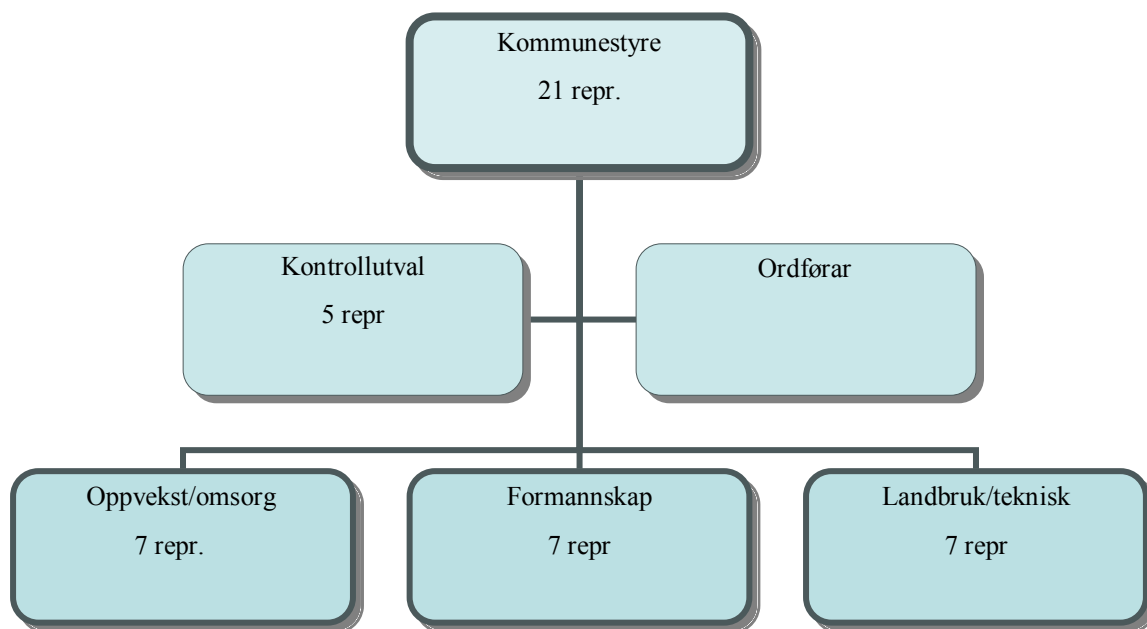 Kommunestyre
21 repr.
Kontrollutval
5 repr
Ordførar
Oppvekst/omsorg
7 repr.
Formannskap
7 repr
Landbruk/teknisk
7 repr